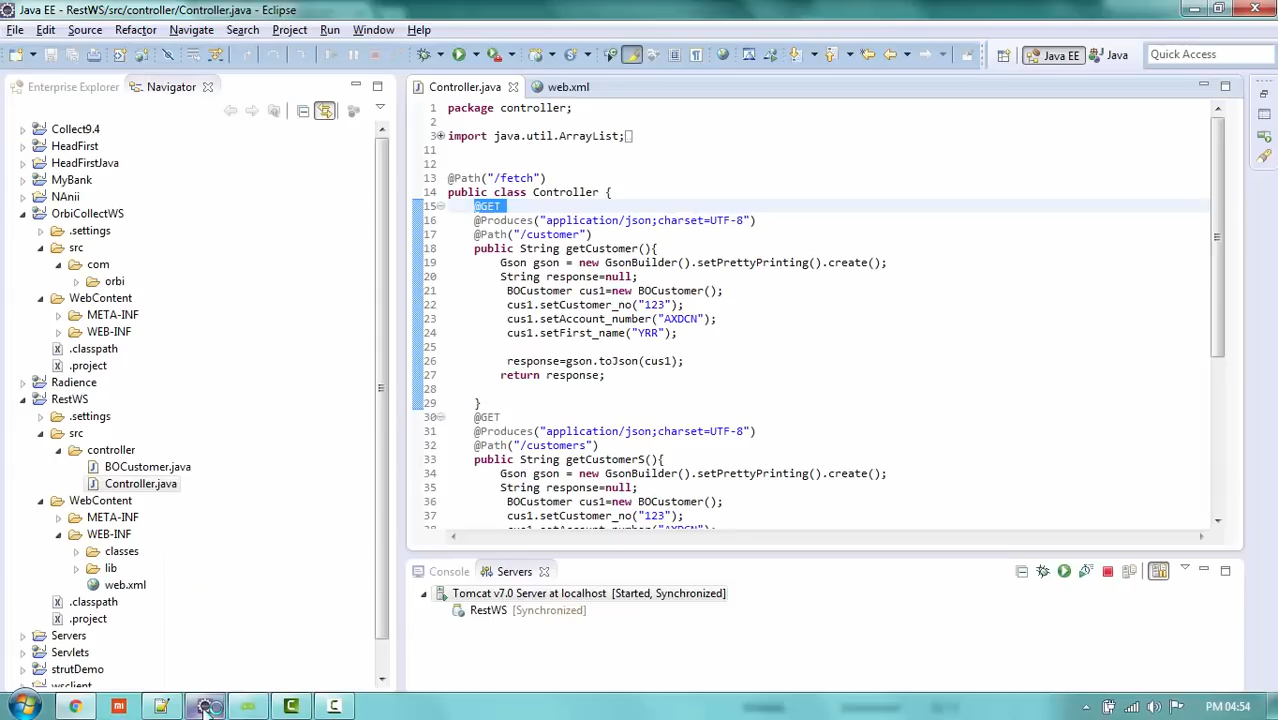 Java EE - RestWS/src/controller/Controller.java - Eclipse
File Edit Source Refactor Navigate Search Project Run Window Help
Java EE Java Quick Access
Enterprise Explorer Navigator
Collect9.4
HeadFirst
HeadFirstJava
MyBank
NAnii
OrbiCollectWS
.settings
src
com
orbi
WebContent
META-INF
WEB-INF
.classpath
.project
Radience
RestWS
.settings
src
controller
BOCustomer.java
Controller.java
WebContent
META-INF
WEB-INF
classes
lib
web.xml
.classpath
.project
Servers
Servlets
strutDemo
wsclient
Controller.java web.xml
1 package controller;
2
3 import java.util.ArrayList;
11
12
13 @Path("/fetch")
14 public class Controller {
15 @GET
16 @Produces("application/json;charset=UTF-8")
17 @Path("/customer")
18 public String getCustomer(){
19 Gson gson = new GsonBuilder().setPrettyPrinting().create();
20 String response=null;
21 BOCustomer cus1=new BOCustomer();
22 cus1.setCustomer_no("123");
23 cus1.setAccount_number("AXDCN");
24 cus1.setFirst_name("YRR");
25
26 response=gson.toJson(cus1);
27 return response;
28
29 }
30 @GET
31 @Produces("application/json;charset=UTF-8")
32 @Path("/customers")
33 public String getCustomerS(){
34 Gson gson = new GsonBuilder().setPrettyPrinting().create();
35 String response=null;
36 BOCustomer cus1=new BOCustomer();
37 cus1.setCustomer_no("123");
38 cus1.setAccount_number("AXDCN");
Console Servers
Tomcat v7.0 Server at localhost [Started, Synchronized]
RestWS [Synchronized]
PM 04:54